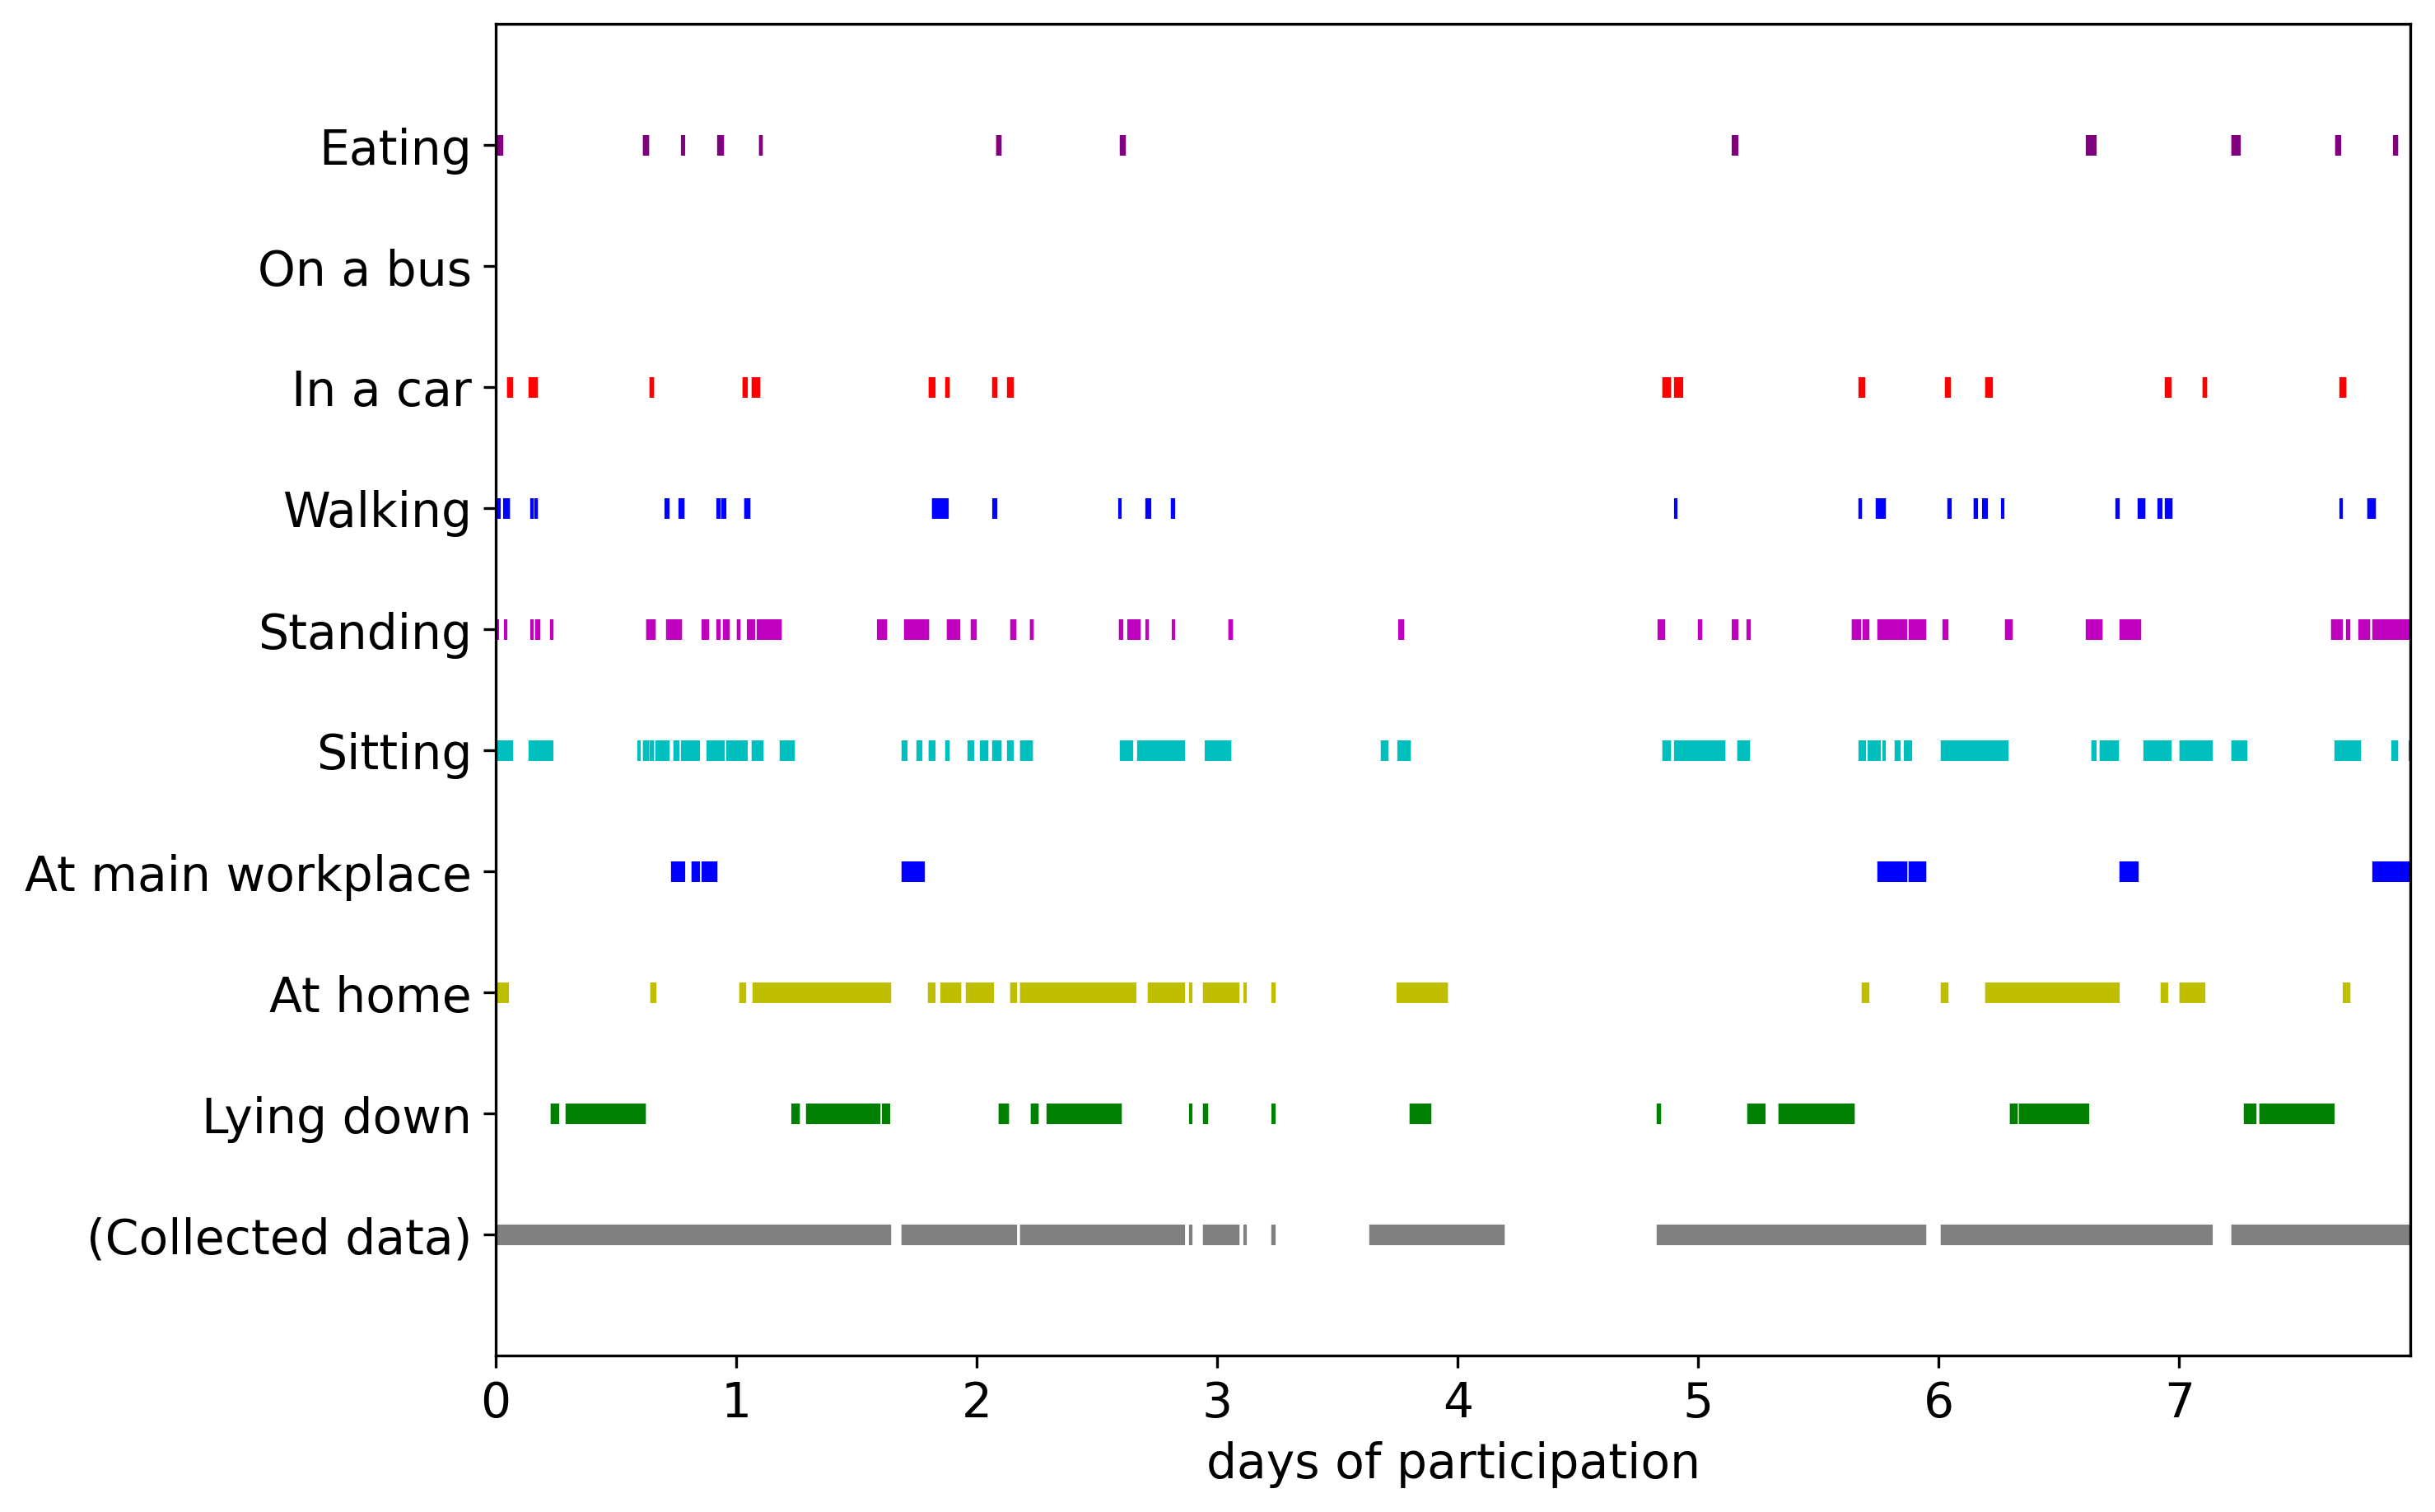 Eating
On a bus
In a car
Walking
Standing
Sitting
At main workplace
At home
Lying down
(Collected data)
0 1 2 3 4 5 6 7
days of participation